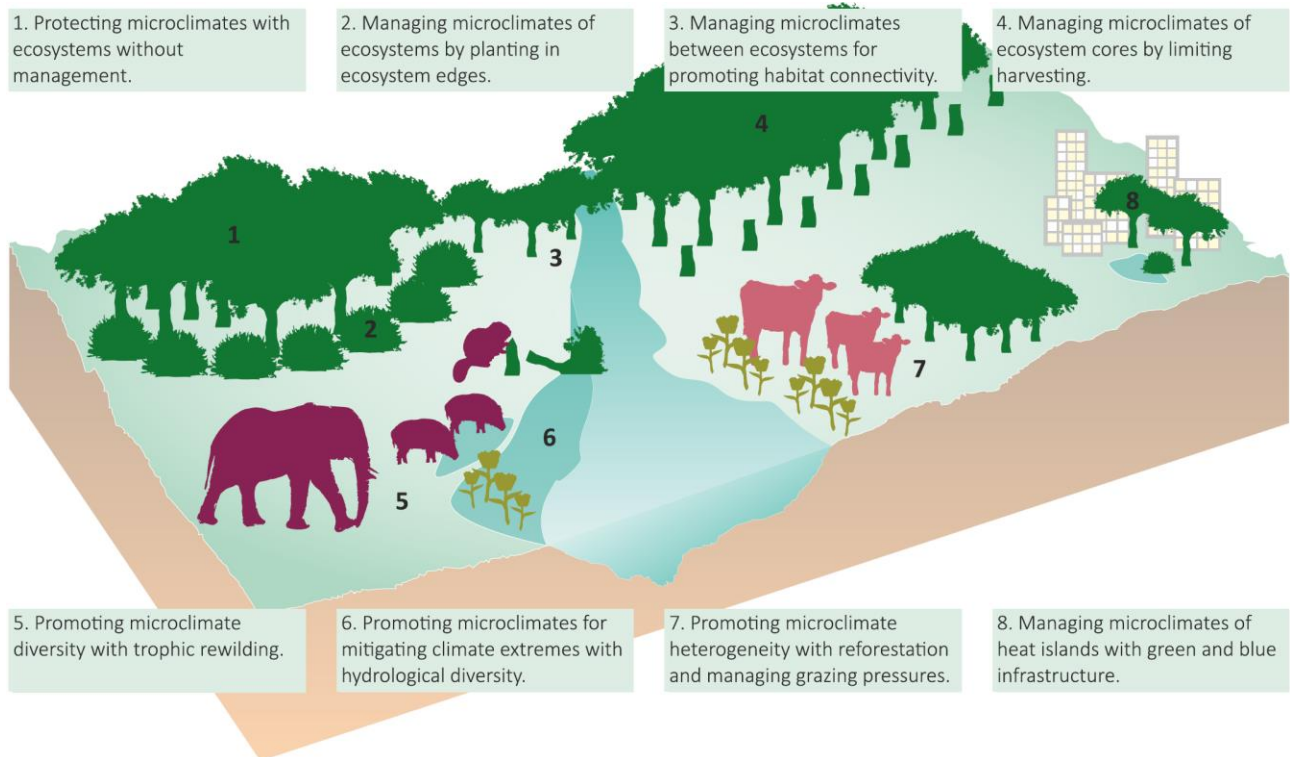 1. Protecting microclimates with
ecosystems without
management.
2. Managing microclimates of
ecosystems by planting in
ecosystem edges.
3. Managing microclimates
between ecosystems for
promoting habitat connectivity.
4. Managing microclimates of
ecosystem cores by limiting
harvesting.
4
8
1
3
2
7
6
5
5. Promoting microclimate
diversity with trophic rewilding.
6. Promoting microclimates for
mitigating climate extremes with
hydrological diversity.
7. Promoting microclimate
heterogeneity with reforestation
and managing grazing pressures.
8. Managing microclimates of
heat islands with green and blue
infrastructure.